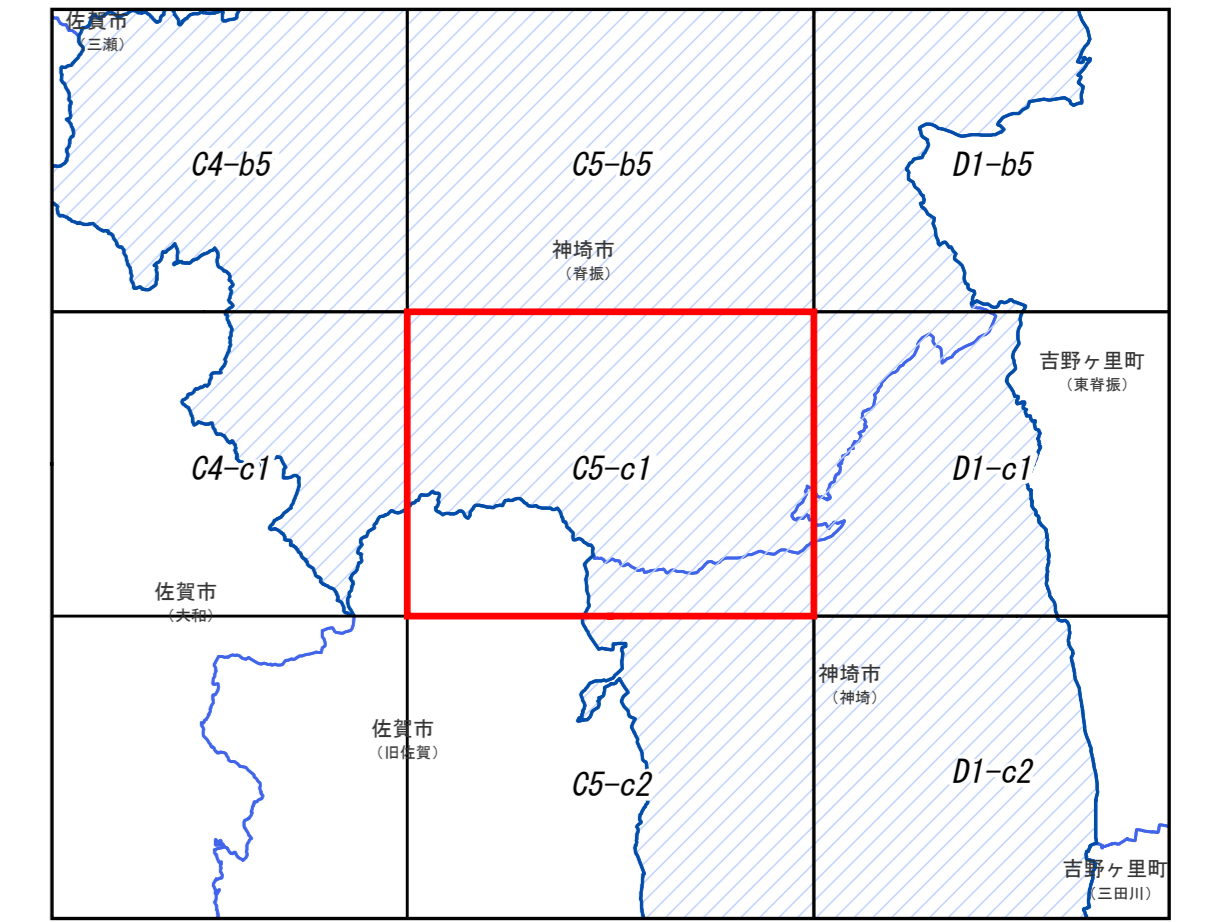 佐賀市
（三瀬）
C4-b5
C5-b5
D1-b5
神埼市
（脊振）
吉野ヶ里町
（東脊振）
C4-c1
C5-c1
D1-c1
佐賀市
（大和）
神埼市
（神埼）
佐賀市
（旧佐賀）
C5-c2
D1-c2
吉野ヶ里町
（三田川）